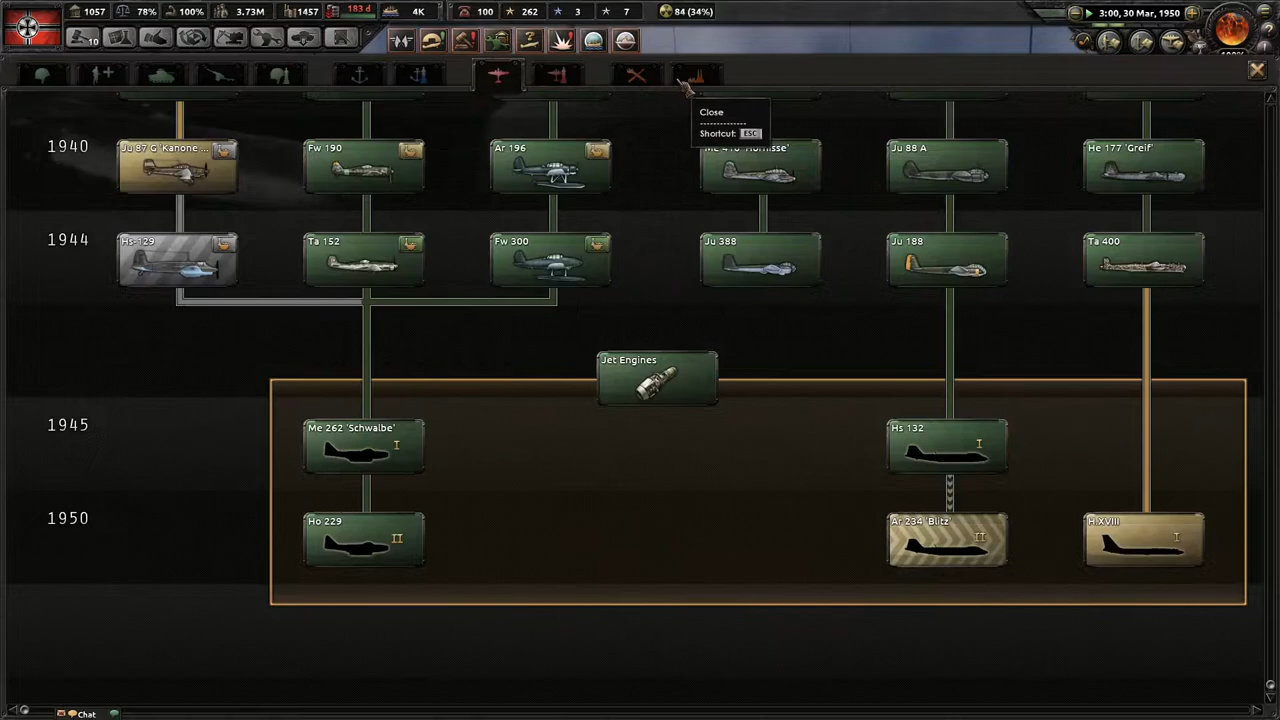 1057
78%
100%
3.73M
1457
183 d
4K
100
262
3
7
84 (34%)
3:00, 30 Mar, 1950
10
Close
--------------
Shortcut: ESC
1940
Ju 87 G 'Kanone ...
Fw 190
Ar 196
Ju 88 A
He 177 'Greif'
1944
Hs-129
Ta 152
Fw 300
Ju 388
Ju 188
Ta 400
Jet Engines
1945
Me 262 'Schwalbe'
I
Hs 132
I
1950
Ho 229
II
Ar 234 'Blitz'
II
H.XVIII
I
Chat